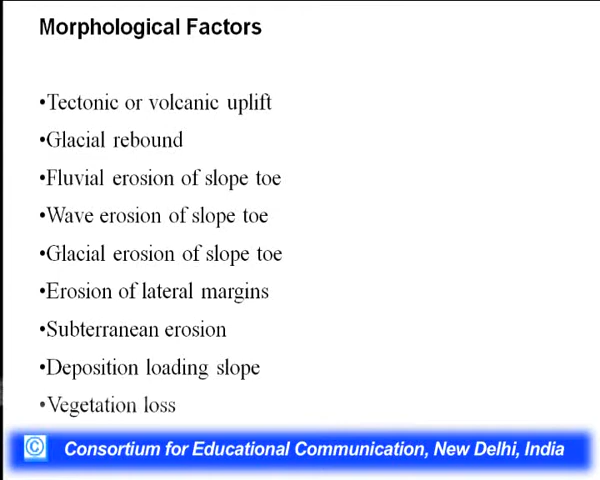 Morphological Factors
•Tectonic or volcanic uplift
•Glacial rebound
•Fluvial erosion of slope toe
•Wave erosion of slope toe
•Glacial erosion of slope toe
•Erosion of lateral margins
•Subterranean erosion
•Deposition loading slope
•Vegetation loss
© Consortium for Educational Communication, New Delhi, India